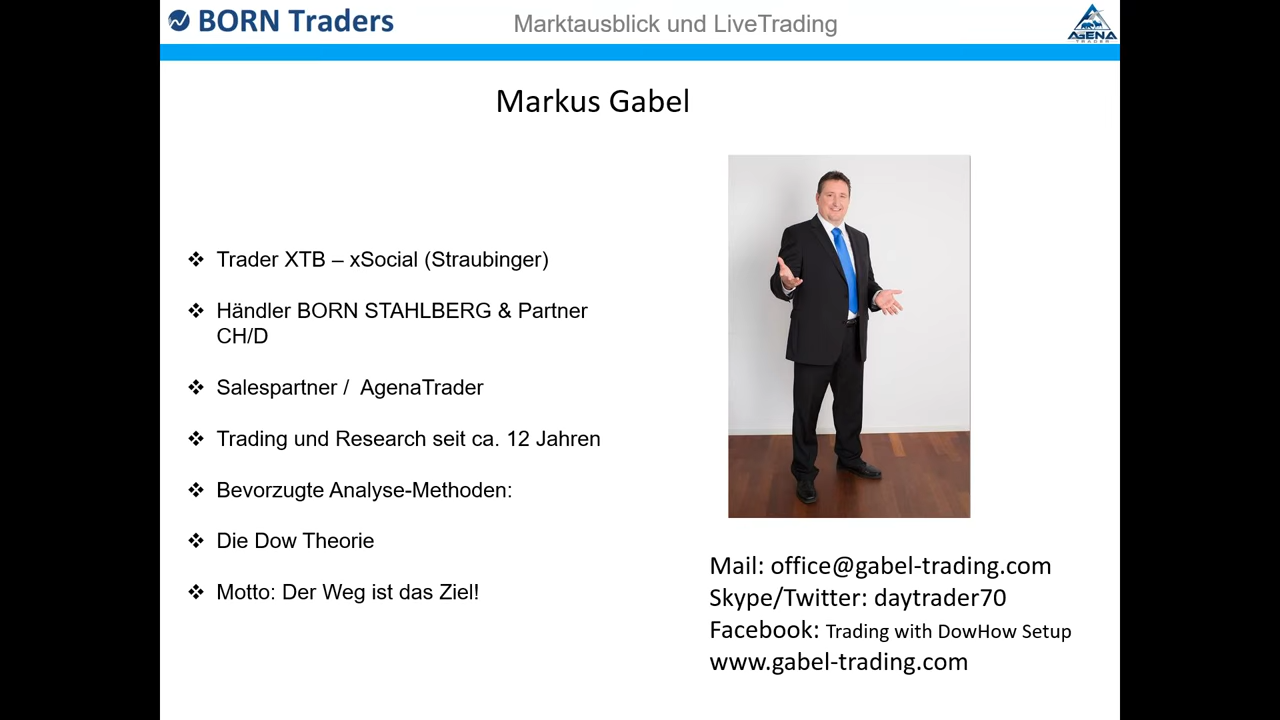 BORN Traders
Marktausblick und LiveTrading
AGENA
TRADER
Markus Gabel
❖ Trader XTB – xSocial (Straubinger)
❖ Händler BORN STAHLBERG & Partner
CH/D
❖ Salespartner / AgenaTrader
❖ Trading und Research seit ca. 12 Jahren
❖ Bevorzugte Analyse-Methoden:
❖ Die Dow Theorie
❖ Motto: Der Weg ist das Ziel!
Mail: office@gabel-trading.com
Skype/Twitter: daytrader70
Facebook: Trading with DowHow Setup
www.gabel-trading.com